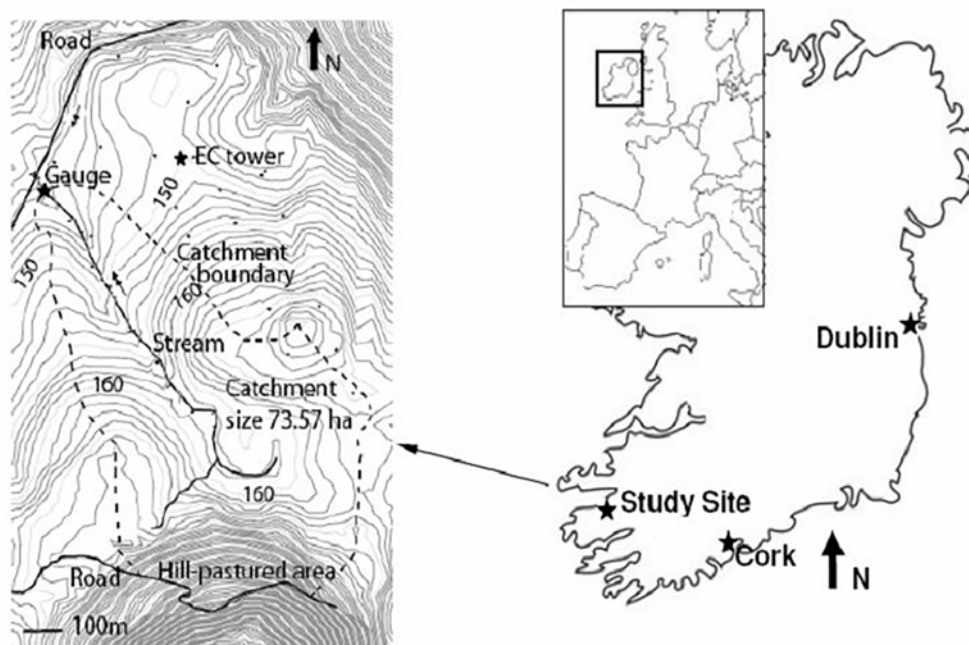 Road
N
EC tower
Gauge
150
Catchment
boundary
150
160
Stream
160
Catchment
size 73.57 ha
160
Road
Hill-pastured area
100m
Dublin
Study Site
Cork
N